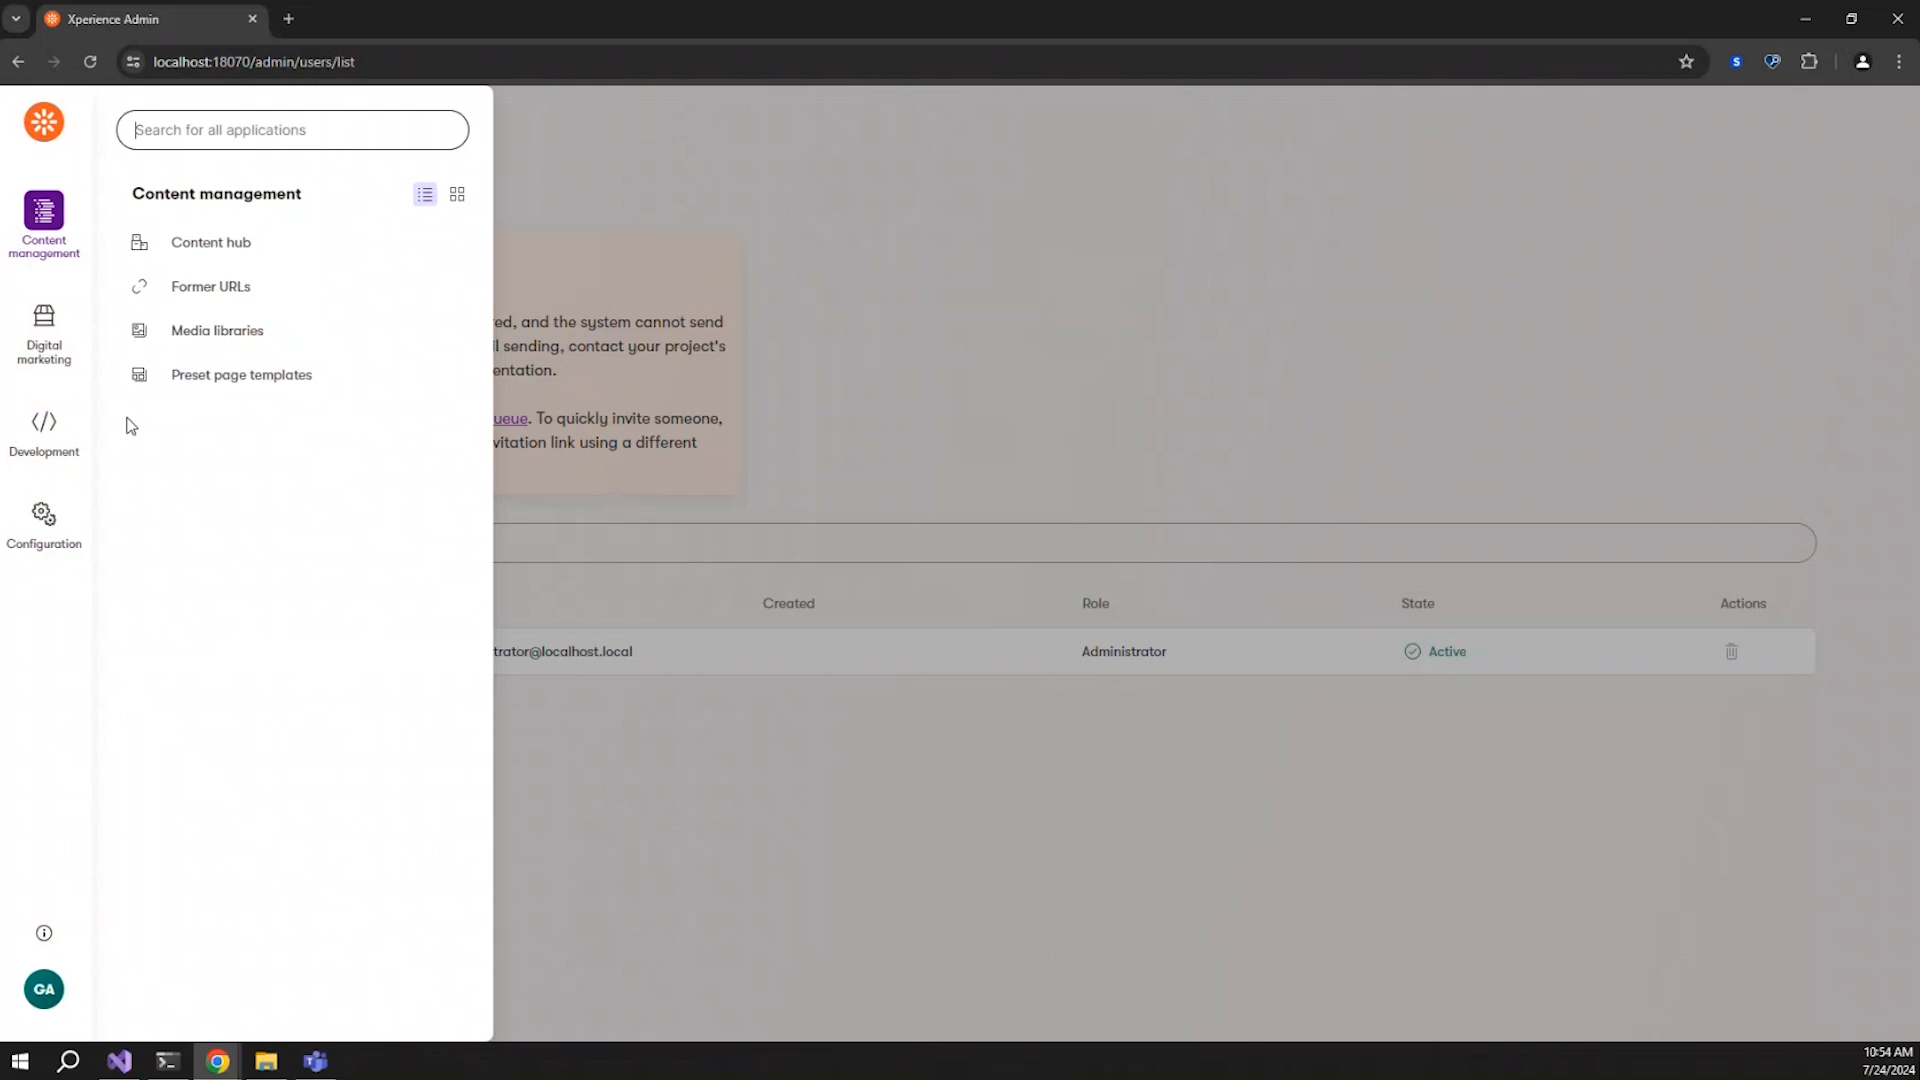 Xperience Admin
localhost:18070/admin/users/list
S
Search for all applications
Content management
Content hub
Former URLs
Media libraries
Preset page templates
Content
management
Digital
marketing
Development
Configuration
GA
ed, and the system cannot send
l sending, contact your project's
entation.
ueue. To quickly invite someone,
vitation link using a different
Created
Role
State
Actions
trator@localhost.local
Administrator
Active
10:54 AM
7/24/2024